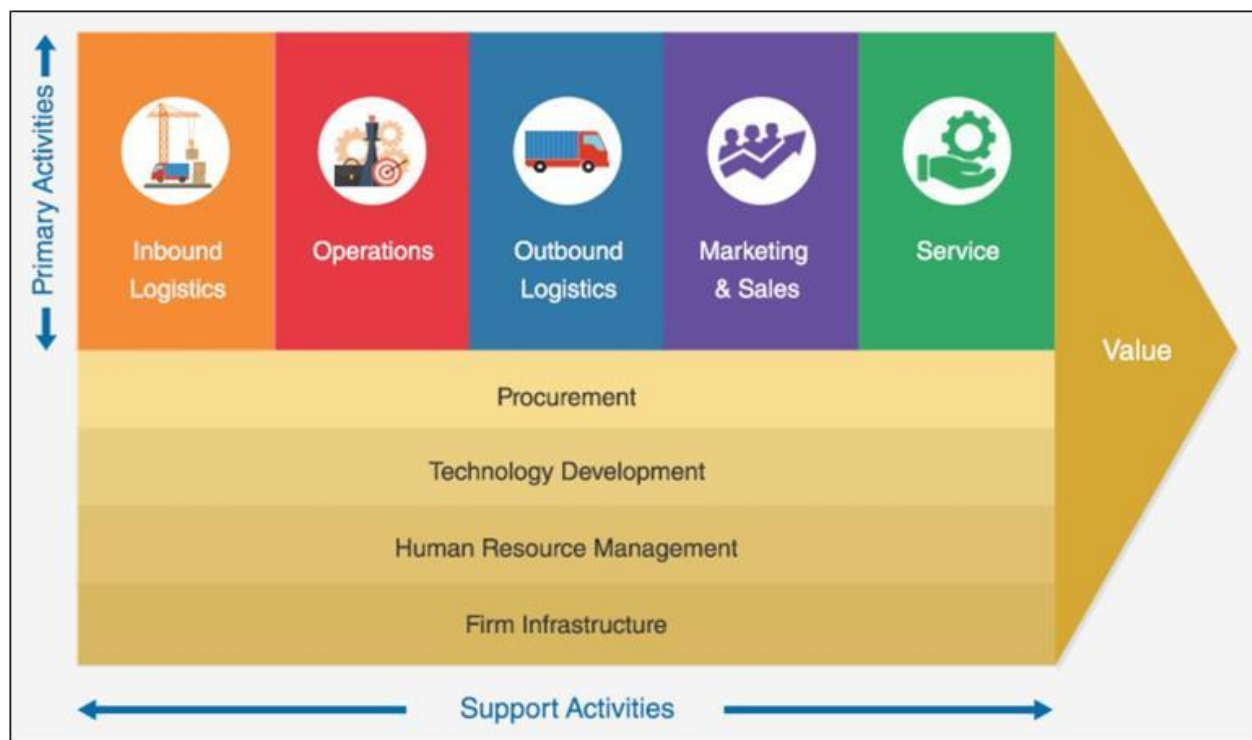 Primary Activities
Inbound
Logistics
Operations
Outbound
Logistics
Marketing
& Sales
Service
Value
Procurement
Technology Development
Human Resource Management
Firm Infrastructure
Support Activities